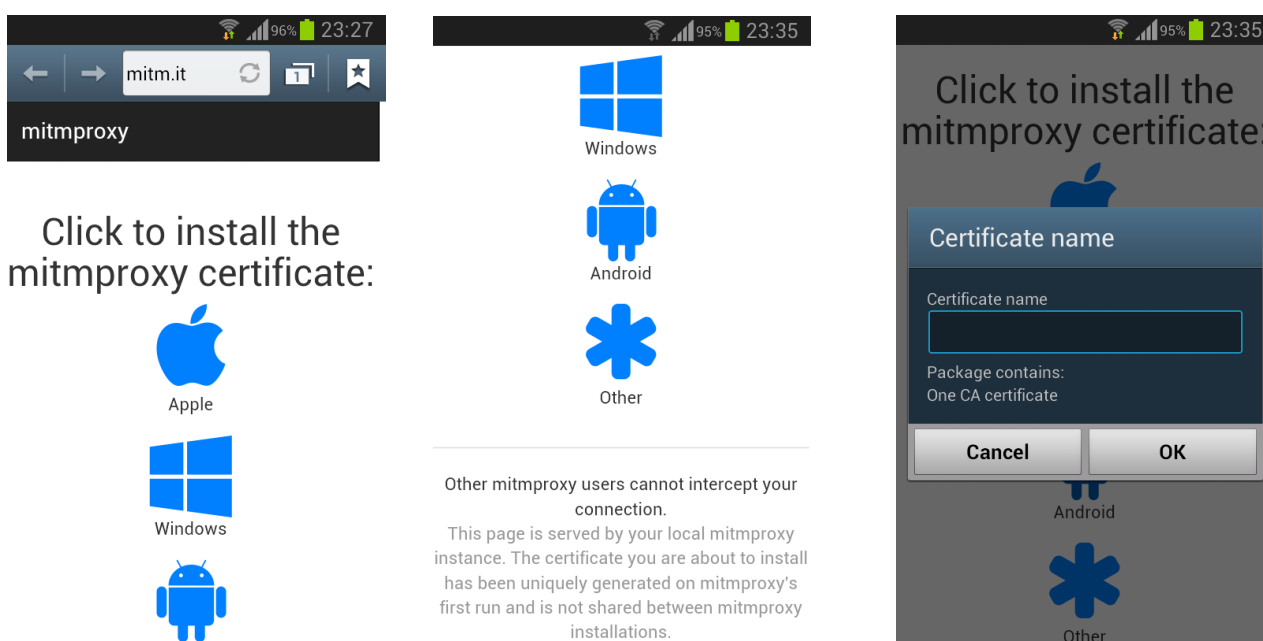 96% 23:27
mitm.it
1
mitmproxy
Click to install the
mitmproxy certificate:
Apple
Windows
95% 23:35
Windows
Android
Other
Other mitmproxy users cannot intercept your
connection.
This page is served by your local mitmproxy
instance. The certificate you are about to install
has been uniquely generated on mitmproxy's
first run and is not shared between mitmproxy
installations.
95% 23:35
Click to install the
mitmproxy certificate:
Certificate name
Certificate name
Package contains:
One CA certificate
Cancel OK
Android
Other